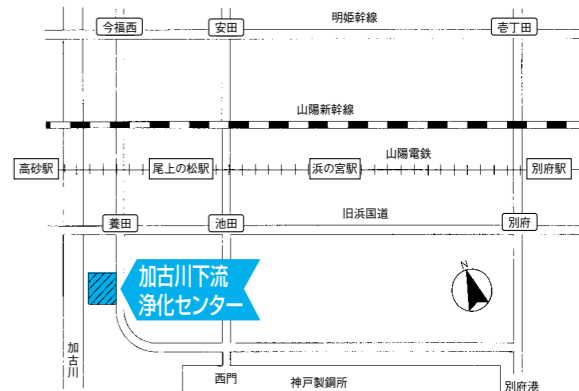 明姫幹線
今福西
安田
壱丁田
山陽新幹線
山陽電鉄
高砂駅
尾上の松駅
浜の宮駅
別府駅
旧浜国道
養田
池田
別府
加古川下流
浄化センター
N
加古川
西門
神戸製鋼所
別府港